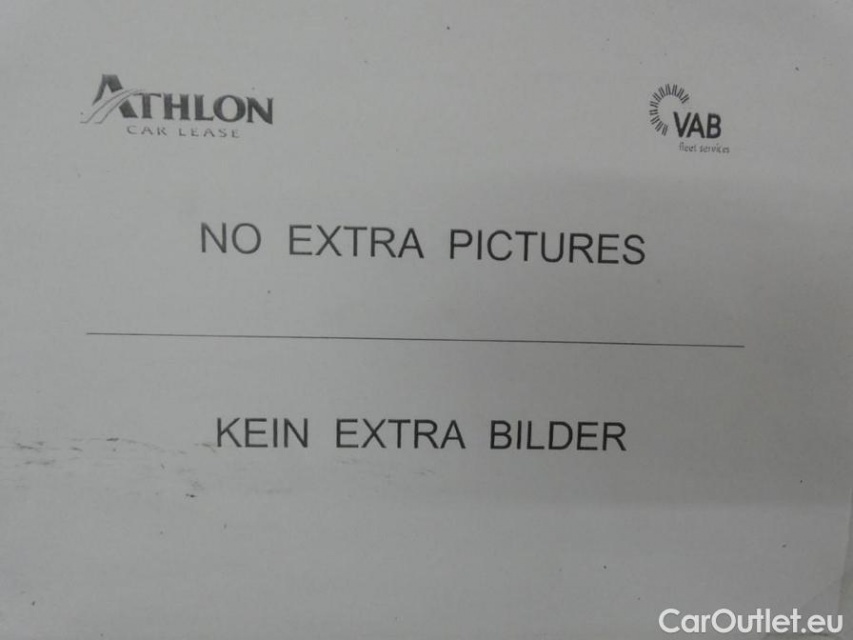 ATHLON
CAR LEASE
VAB
fleet services
NO EXTRA PICTURES
KEIN EXTRA BILDER
CarOutlet.eu